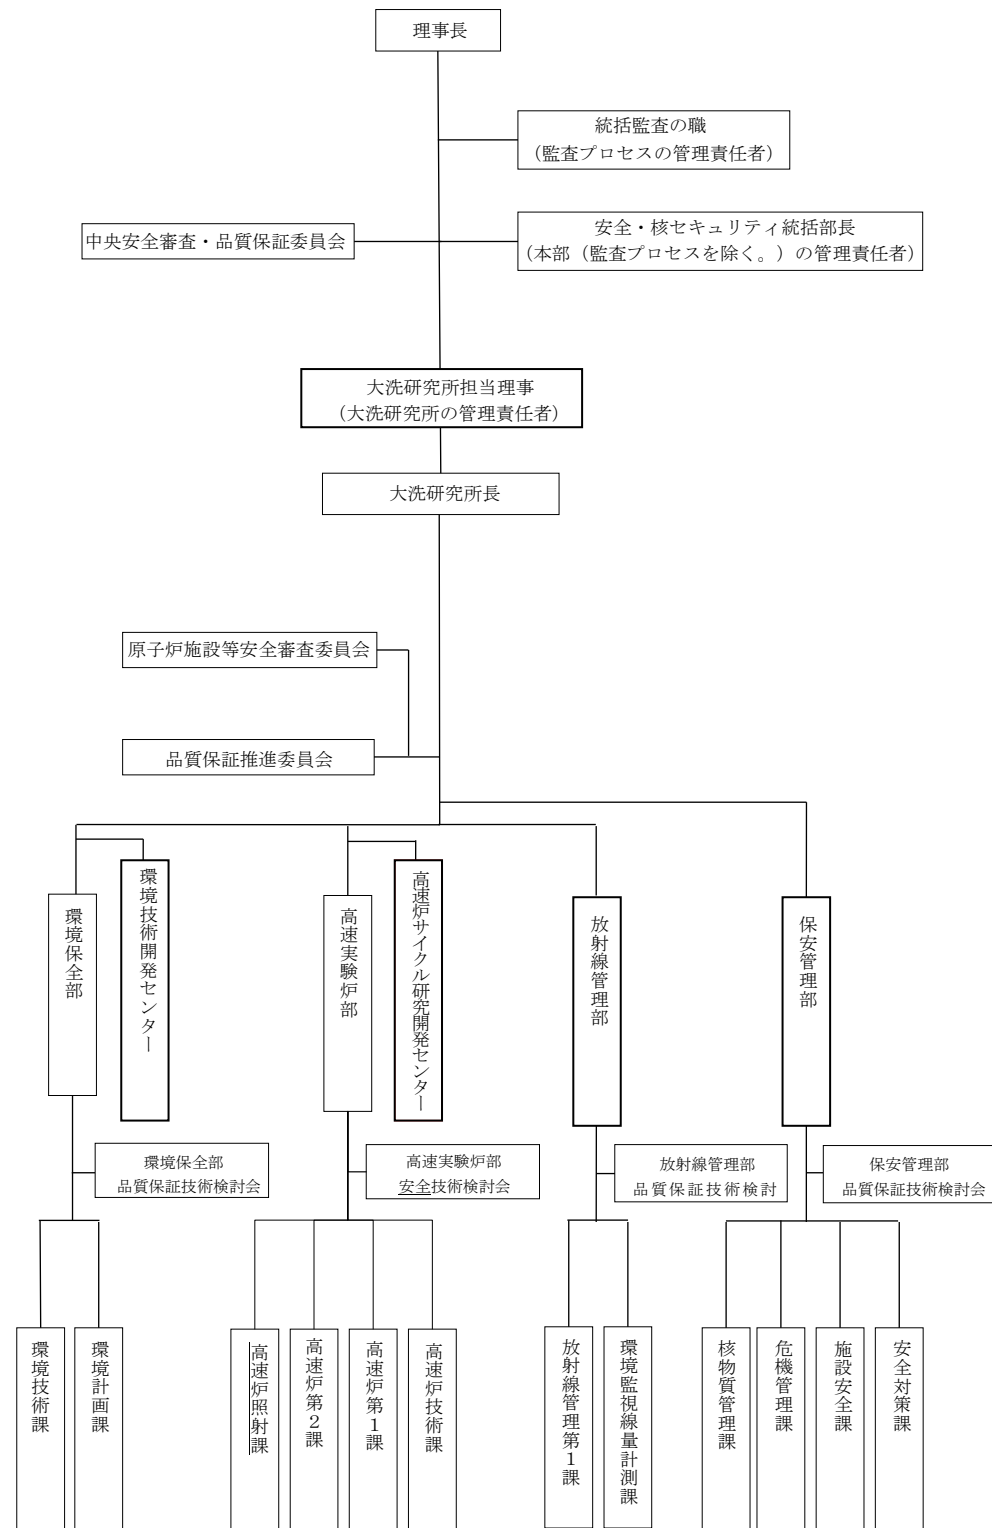 理事長
統括監査の職
（監査プロセスの管理責任者）
中央安全審査・品質保証委員会
安全・核セキュリティ統括部長
（本部（監査プロセスを除く。）の管理責任者）
大洗研究所担当理事
（大洗研究所の管理責任者）
大洗研究所長
原子炉施設等安全審査委員会
品質保証推進委員会
環境保全部
環境技術開発センター
高速実験炉部
高速炉サイクル研究開発センター
放射線管理部
保安管理部
環境保全部
品質保証技術検討会
高速実験炉部
安全技術検討会
放射線管理部
品質保証技術検討
保安管理部
品質保証技術検討会
環境技術課
環境計画課
高速炉照射課
高速炉第２課
高速炉第１課
高速炉技術課
放射線管理第１課
環境監視線量計測課
核物質管理課
危機管理課
施設安全課
安全対策課